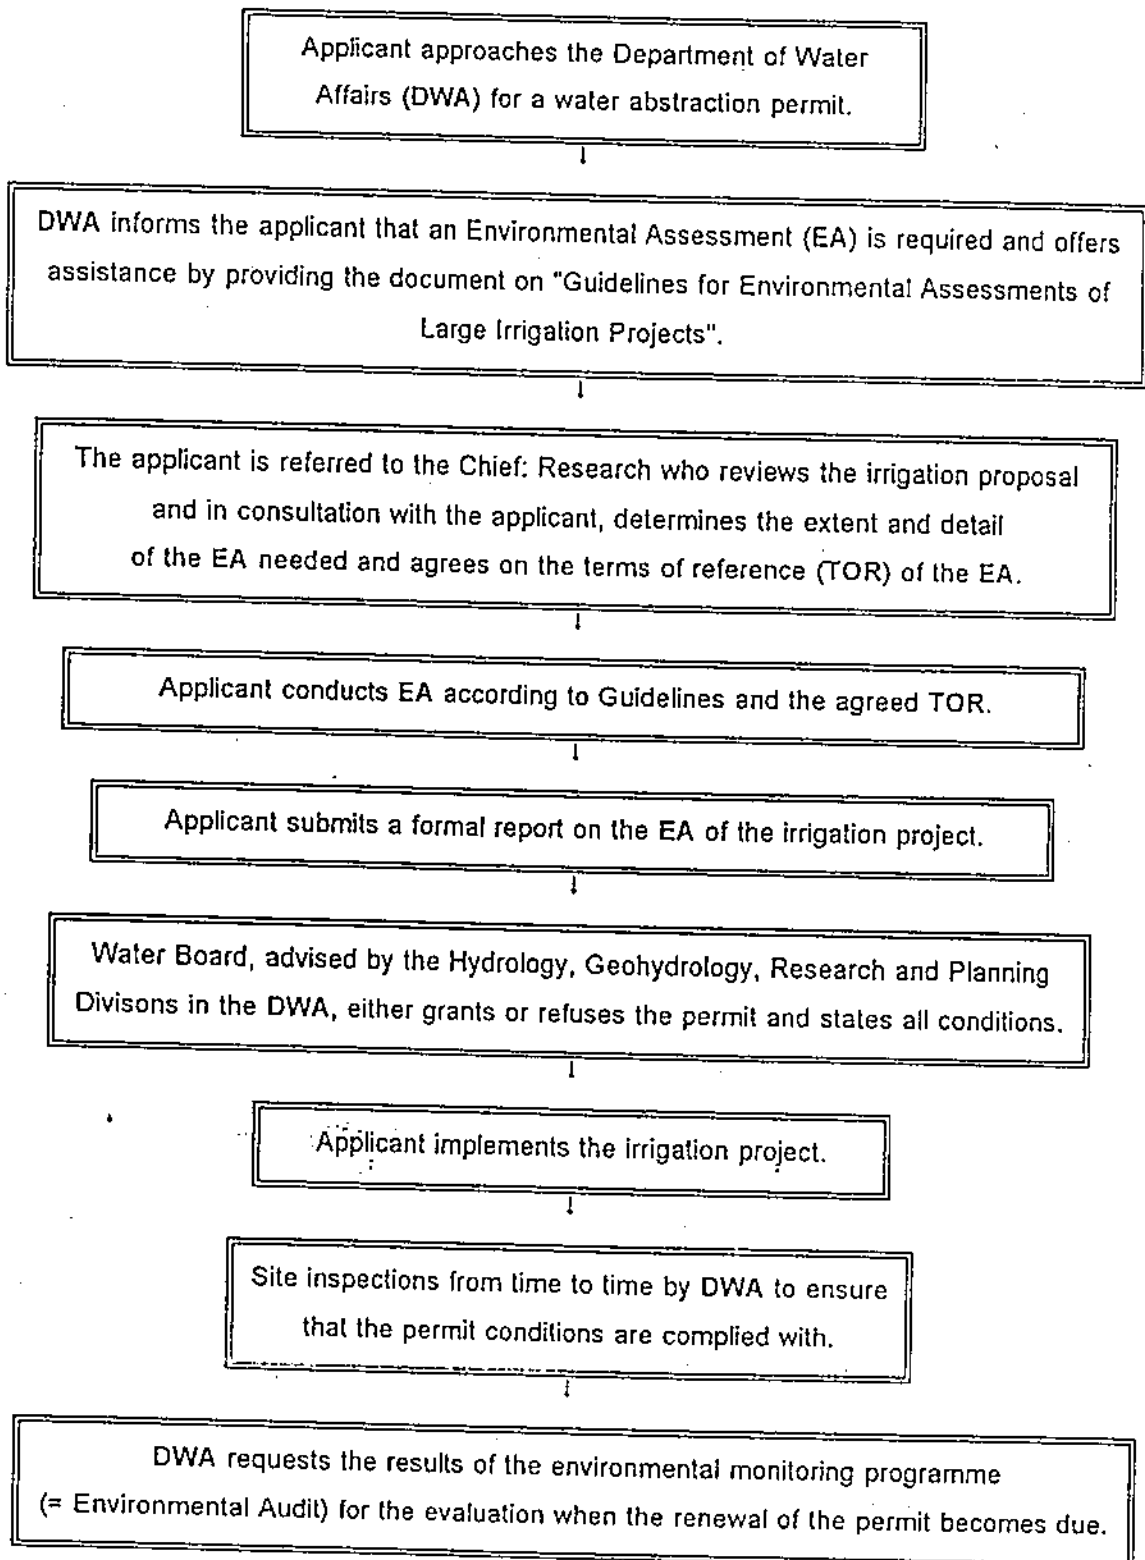 Applicant approaches the Department of Water
Affairs (DWA) for a water abstraction permit.
DWA informs the applicant that an Environmental Assessment (EA) is required and offers
assistance by providing the document on "Guidelines for Environmental Assessments of
Large Irrigation Projects".
The applicant is referred to the Chief: Research who reviews the irrigation proposal
and in consultation with the applicant, determines the extent and detail
of the EA needed and agrees on the terms of reference (TOR) of the EA.
Applicant conducts EA according to Guidelines and the agreed TOR.
Applicant submits a formal report on the EA of the irrigation project.
Water Board, advised by the Hydrology, Geohydrology, Research and Planning
Divisons in the DWA, either grants or refuses the permit and states all conditions.
Applicant implements the irrigation project.
Site inspections from time to time by DWA to ensure
that the permit conditions are complied with.
DWA requests the results of the environmental monitoring programme
(= Environmental Audit) for the evaluation when the renewal of the permit becomes due.